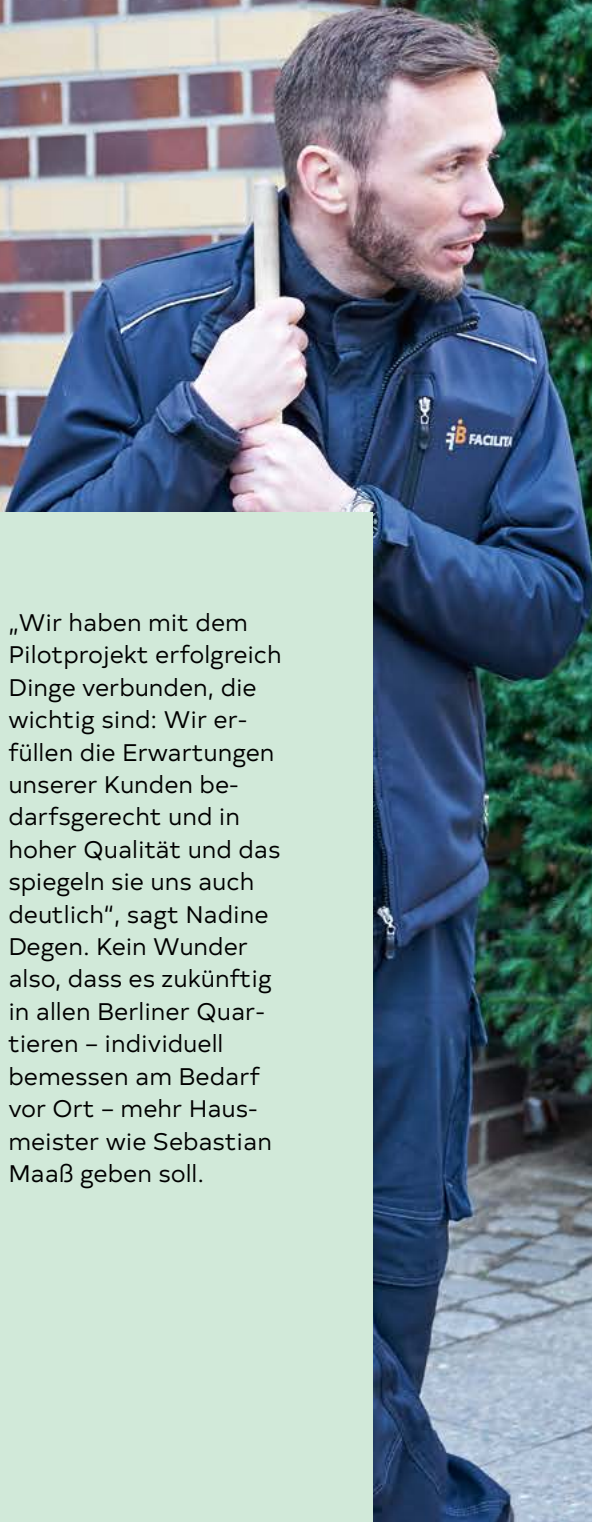 B FACILITA
„Wir haben mit dem
Pilotprojekt erfolgreich
Dinge verbunden, die
wichtig sind: Wir er-
füllen die Erwartungen
unserer Kunden be-
darfsgerecht und in
hoher Qualität und das
spiegeln sie uns auch
deutlich“, sagt Nadine
Degen. Kein Wunder
also, dass es zukünftig
in allen Berliner Quar-
tieren – individuell
bemessen am Bedarf
vor Ort – mehr Haus-
meister wie Sebastian
Maaß geben soll.